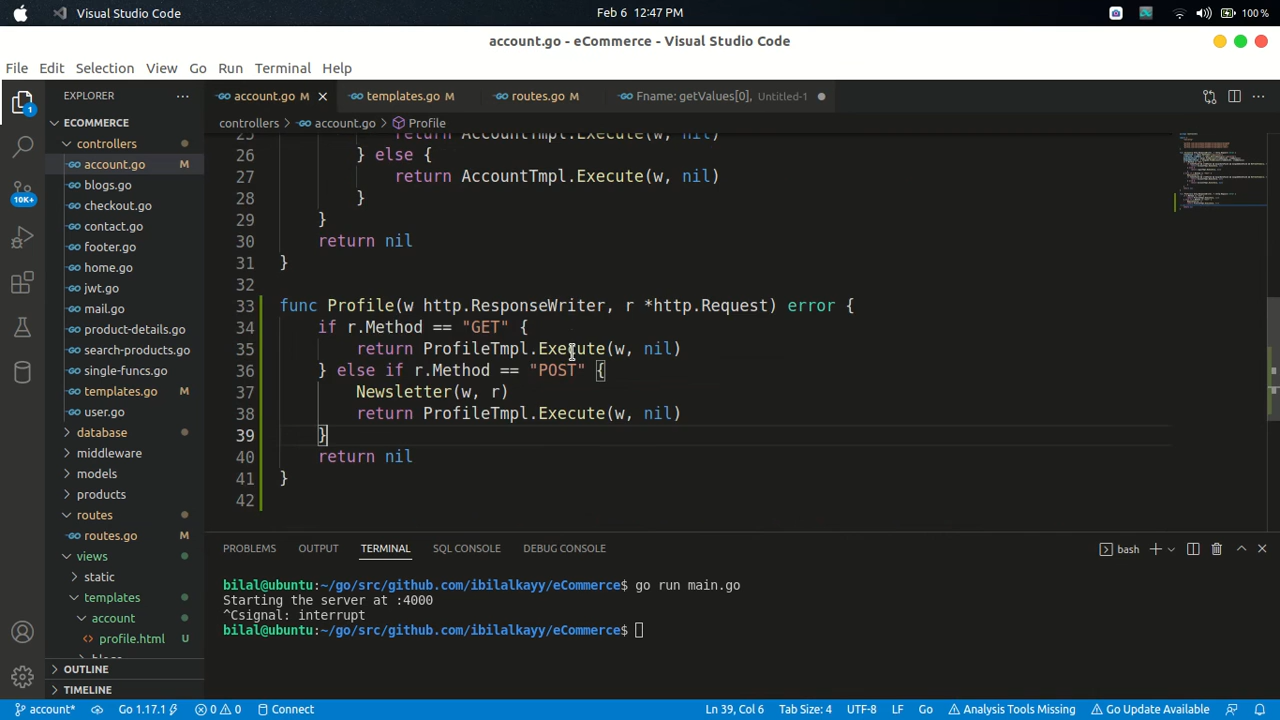 Visual Studio Code
Feb 6 12:47 PM
100 %
account.go - eCommerce - Visual Studio Code
File Edit Selection View Go Run Terminal Help
EXPLORER
account.go M
templates.go M
routes.go M
Fname: getValues[0], Untitled-1
controllers > account.go > Profile
ECOMMERCE
controllers
account.go M
blogs.go
checkout.go
contact.go
footer.go
home.go
jwt.go
mail.go
product-details.go
search-products.go
single-funcs.go
templates.go M
user.go
database
middleware
models
products
routes
routes.go M
views
static
templates
account
profile.html U
OUTLINE
TIMELINE
1
10K+
25 return AccountTmpl.Execute(w, nil)
26 } else {
27 return AccountTmpl.Execute(w, nil)
28 }
29 }
30 return nil
31 }
32
33 func Profile(w http.ResponseWriter, r *http.Request) error {
34 if r.Method == "GET" {
35 return ProfileTmpl.Execute(w, nil)
36 } else if r.Method == "POST" {
37 Newsletter(w, r)
38 return ProfileTmpl.Execute(w, nil)
39 }
40 return nil
41 }
42
PROBLEMS OUTPUT TERMINAL SQL CONSOLE DEBUG CONSOLE
bash
bilal@ubuntu:~/go/src/github.com/ibilalkayy/eCommerce$ go run main.go
Starting the server at :4000
^Csignal: interrupt
bilal@ubuntu:~/go/src/github.com/ibilalkayy/eCommerce$
account* Go 1.17.1 0 0 Connect Ln 39, Col 6 Tab Size: 4 UTF-8 LF Go Analysis Tools Missing Go Update Available